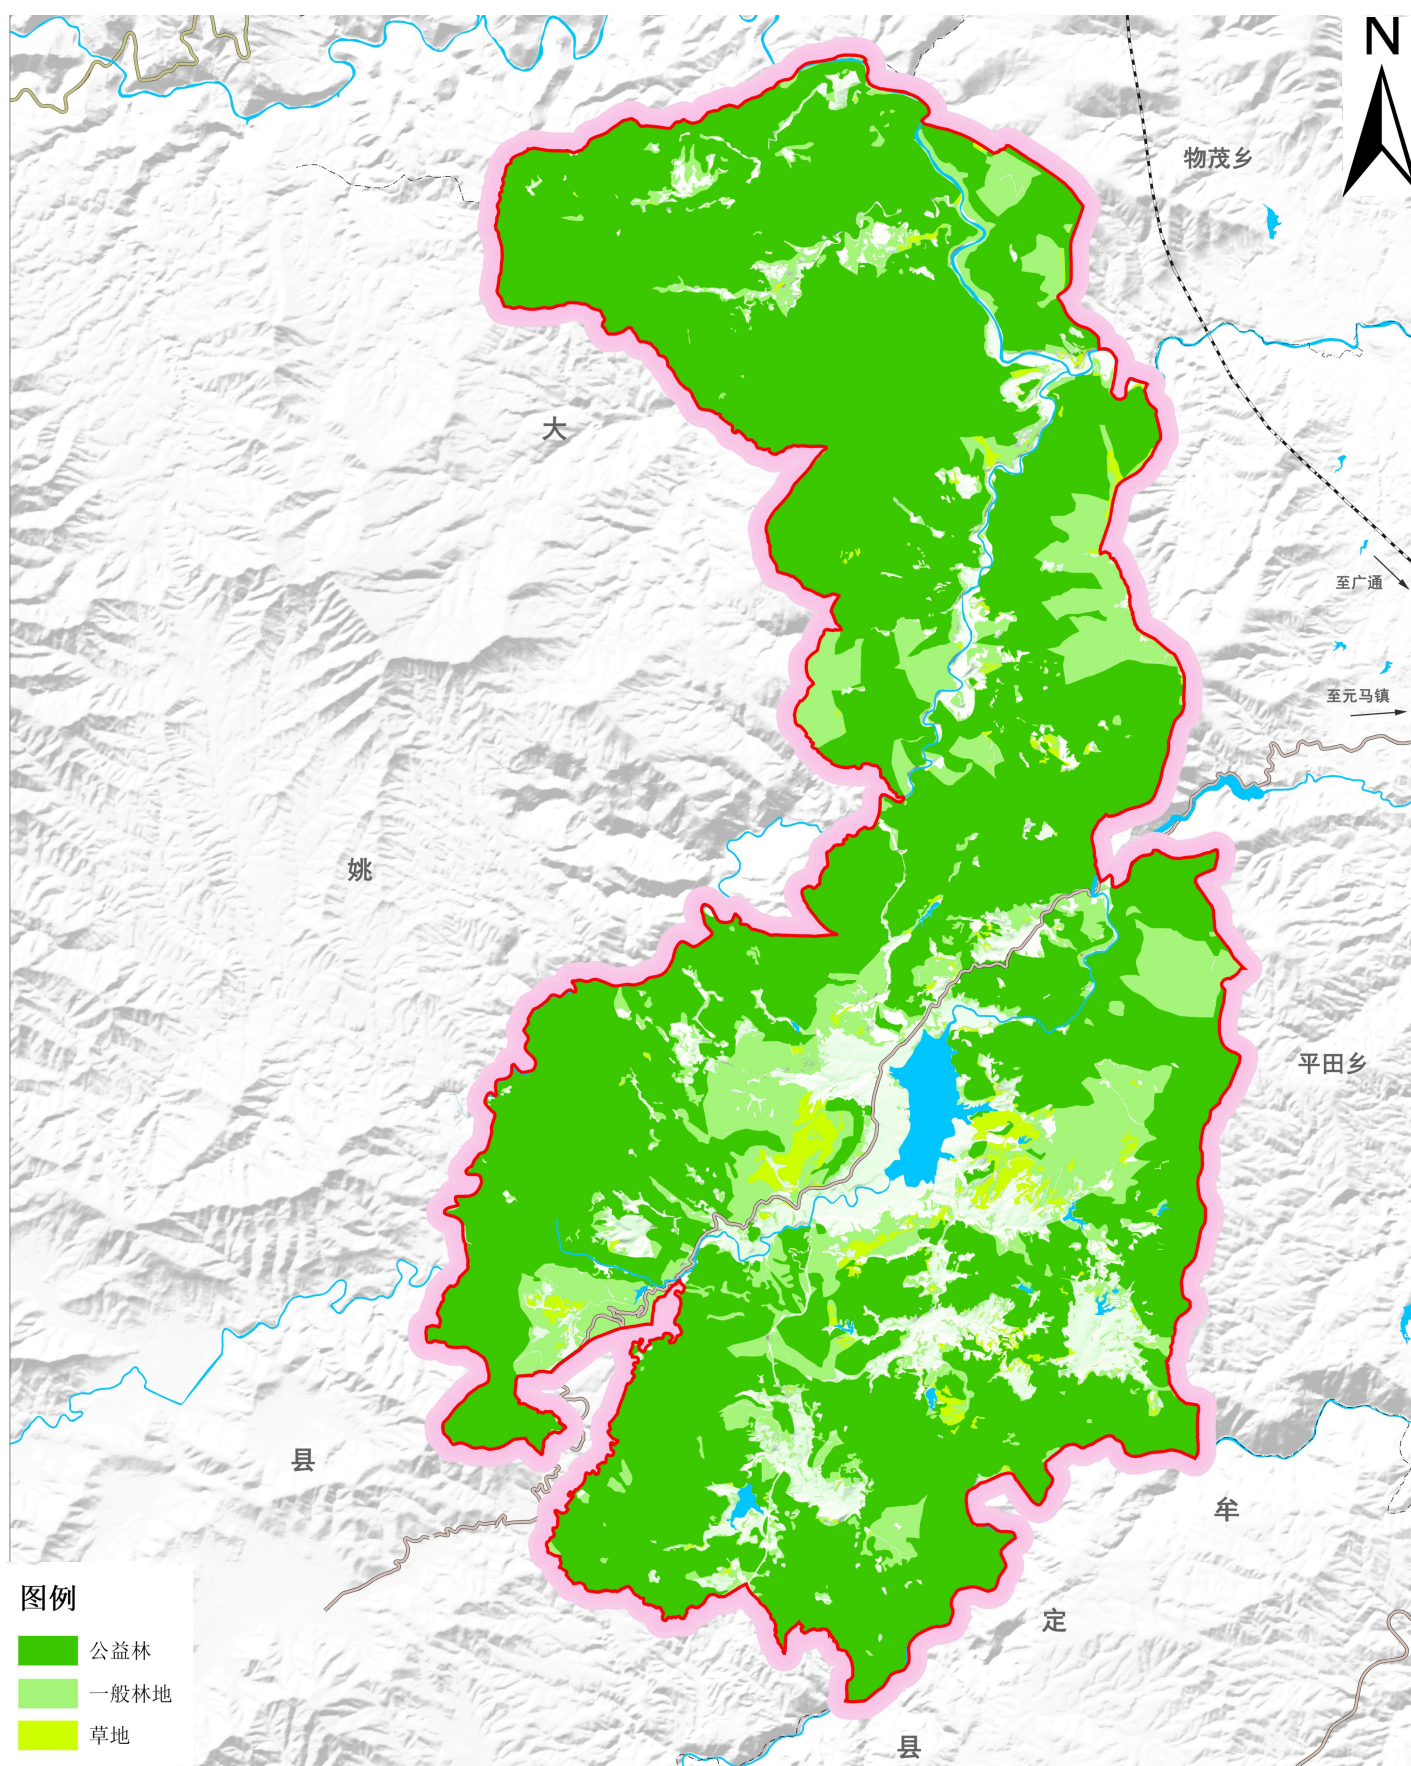 N
物茂乡
大
至广通
至元马镇
姚
平田乡
县
牟
定
县
图例
公益林
一般林地
草地